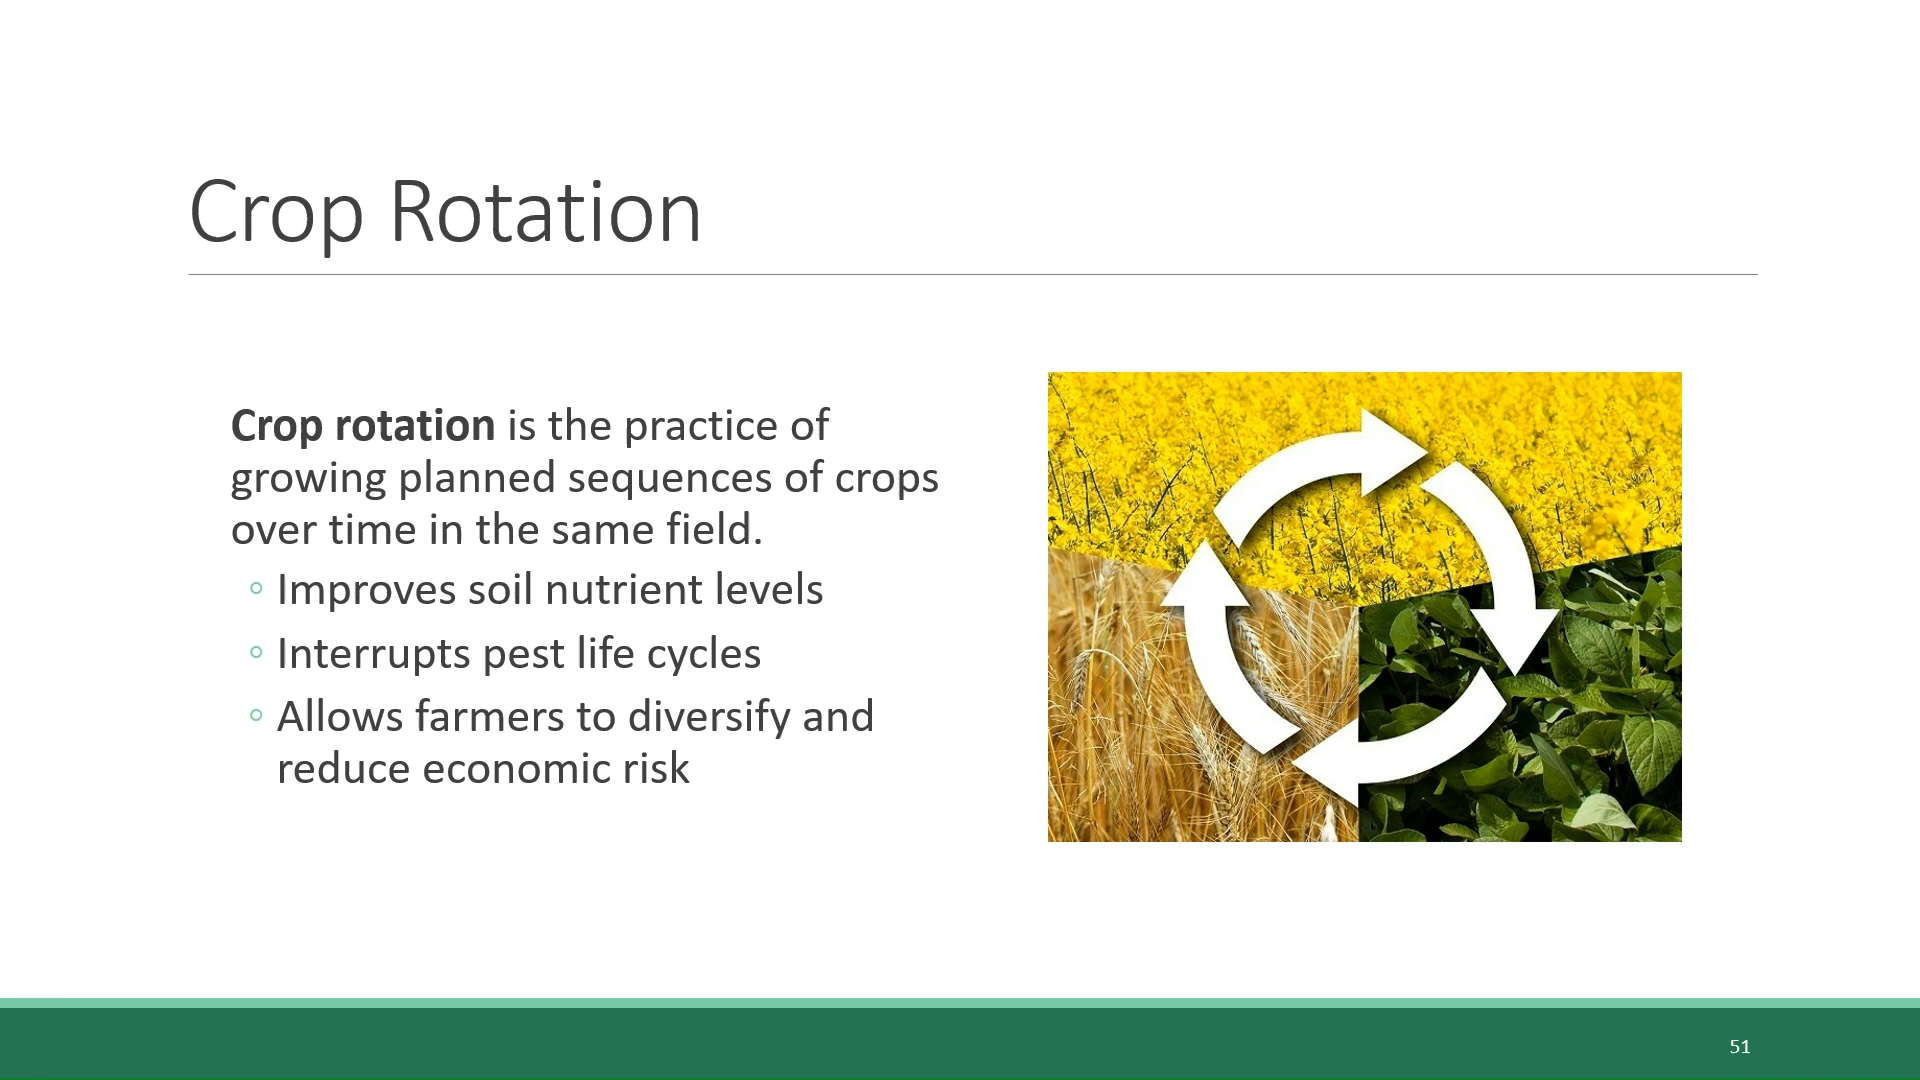 Crop Rotation
Crop rotation is the practice of
growing planned sequences of crops
over time in the same field.
◦ Improves soil nutrient levels
◦ Interrupts pest life cycles
◦ Allows farmers to diversify and
reduce economic risk
51